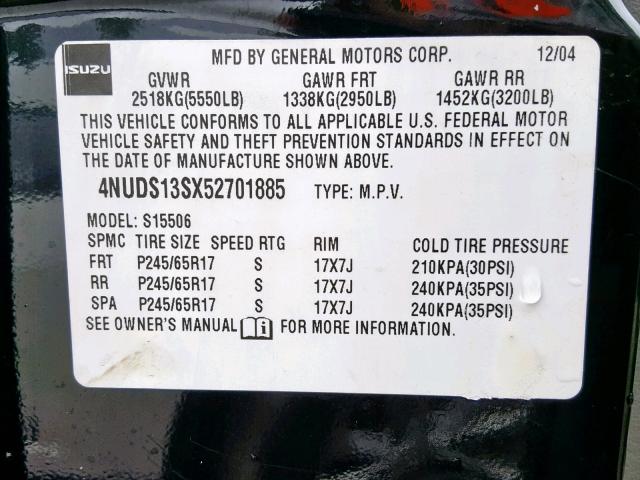 ISUZU MFD BY GENERAL MOTORS CORP. 12/04
GVWR GAWR FRT GAWR RR
2518KG(5550LB) 1338KG(2950LB) 1452KG(3200LB)
THIS VEHICLE CONFORMS TO ALL APPLICABLE U.S. FEDERAL MOTOR
VEHICLE SAFETY AND THEFT PREVENTION STANDARDS IN EFFECT ON
THE DATE OF MANUFACTURE SHOWN ABOVE.
4NUDS13SX52701885 TYPE: M.P.V.
MODEL: S15506
SPMC TIRE SIZE SPEED RTG RIM COLD TIRE PRESSURE
FRT P245/65R17 S 17X7J 210KPA(30PSI)
RR P245/65R17 S 17X7J 240KPA(35PSI)
SPA P245/65R17 S 17X7J 240KPA(35PSI)
SEE OWNER'S MANUAL i FOR MORE INFORMATION.